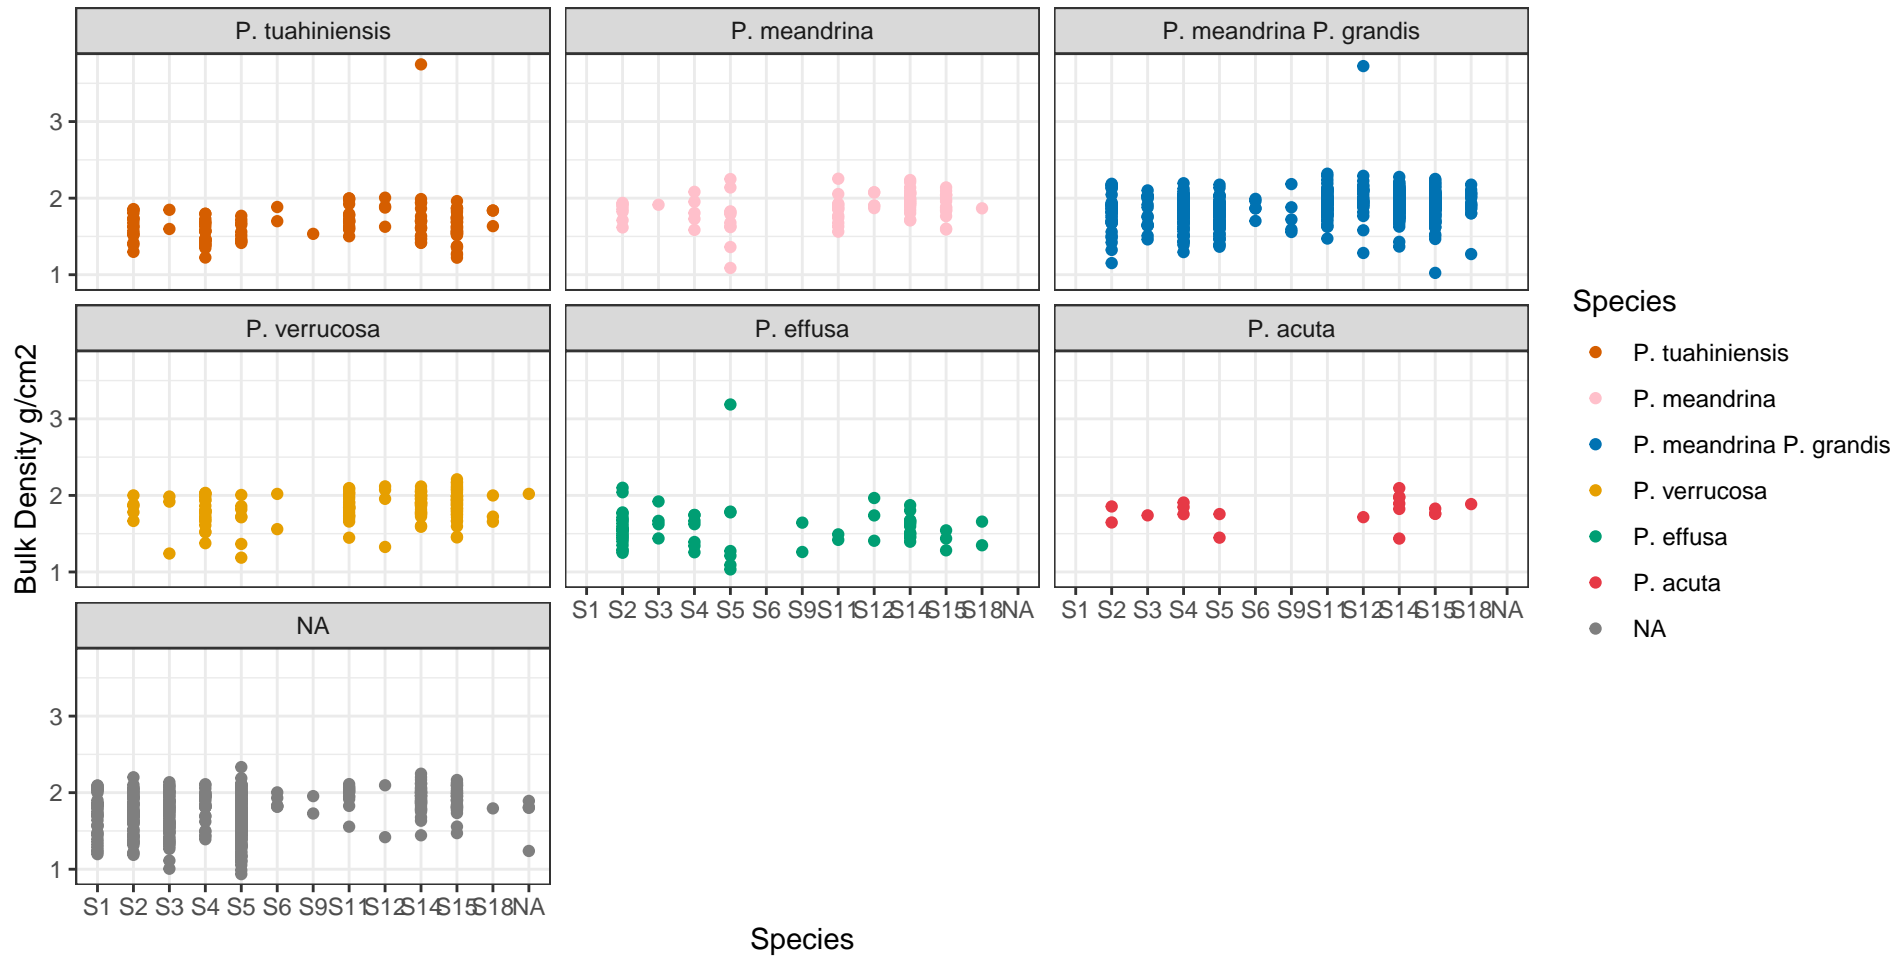 P. tuahiniensis
P. meandrina
P. meandrina P. grandis
3
2
1
P. verrucosa
P. effusa
P. acuta
3
2
1
S1 S2 S3 S4 S5 S6 S9 S11 S12 S14 S15 S18 NA
S1 S2 S3 S4 S5 S6 S9 S11 S12 S14 S15 S18 NA
NA
3
2
1
S1 S2 S3 S4 S5 S6 S9 S11 S12 S14 S15 S18 NA
Species
Bulk Density g/cm2
Species
P. tuahiniensis
P. meandrina
P. meandrina P. grandis
P. verrucosa
P. effusa
P. acuta
NA